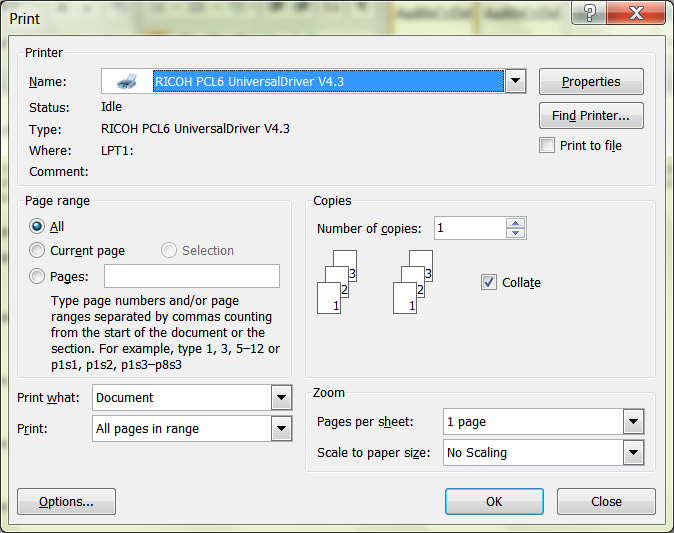 AaBbCcDd AaBbCcDd
Print
Printer
Name: RICOH PCL6 UniversalDriver V4.3 Properties
Status: Idle
Find Printer...
Type: RICOH PCL6 UniversalDriver V4.3
Where: LPT1: Print to file
Comment:
Page range
All
Current page Selection
Pages:
Type page numbers and/or page
ranges separated by commas counting
from the start of the document or the
section. For example, type 1, 3, 5–12 or
p1s1, p1s2, p1s3–p8s3
Copies
Number of copies: 1
3 3
2 2
1 1
Collate
Print what: Document
Print: All pages in range
Zoom
Pages per sheet: 1 page
Scale to paper size: No Scaling
Options... OK Close